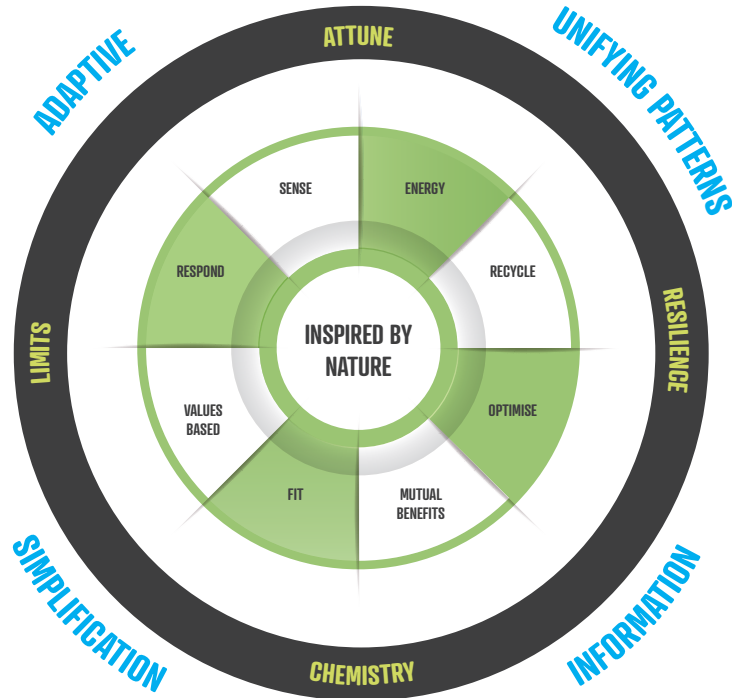 ADAPTIVE
ATTUNE
UNIFYING PATTERNS
SENSE
ENERGY
RESPOND
RECYCLE
LIMITS
INSPIRED BY
NATURE
RESILIENCE
VALUES
BASED
OPTIMISE
FIT
MUTUAL
BENEFITS
SIMPLIFICATION
CHEMISTRY
INFORMATION